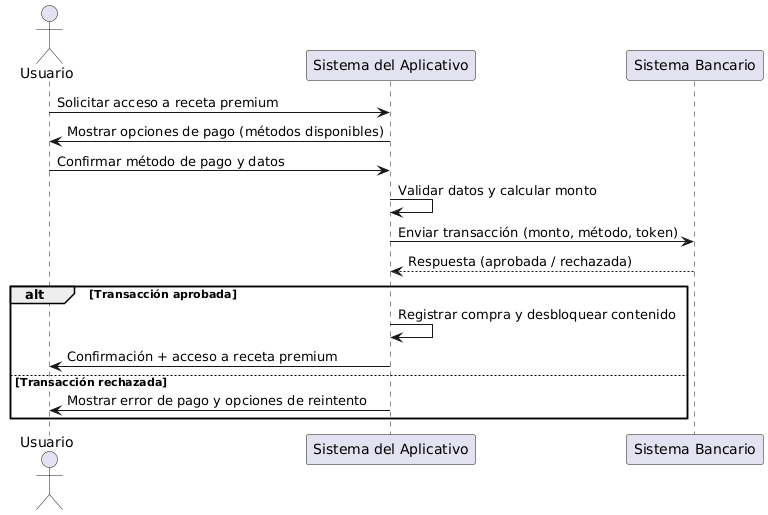 Usuario
Sistema del Aplicativo
Sistema Bancario
Solicitar acceso a receta premium
Mostrar opciones de pago (métodos disponibles)
Confirmar método de pago y datos
Validar datos y calcular monto
Enviar transacción (monto, método, token)
Respuesta (aprobada / rechazada)
alt [Transacción aprobada]
Registrar compra y desbloquear contenido
Confirmación + acceso a receta premium
[Transacción rechazada]
Mostrar error de pago y opciones de reintento
Usuario
Sistema del Aplicativo
Sistema Bancario